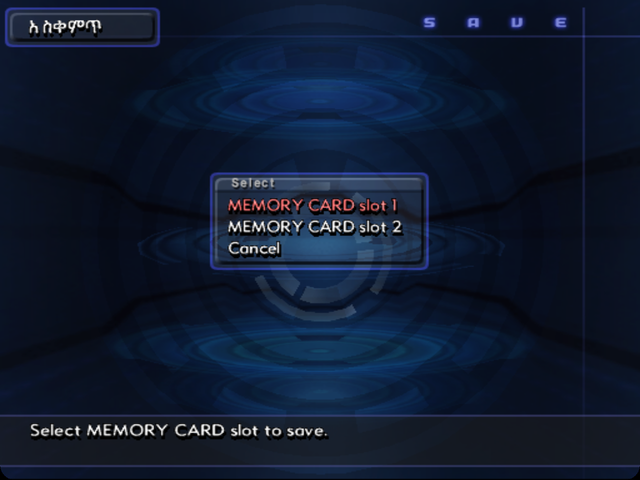 አስቀምጥ
S A V E
Select
MEMORY CARD slot 1
MEMORY CARD slot 2
Cancel
Select MEMORY CARD slot to save.